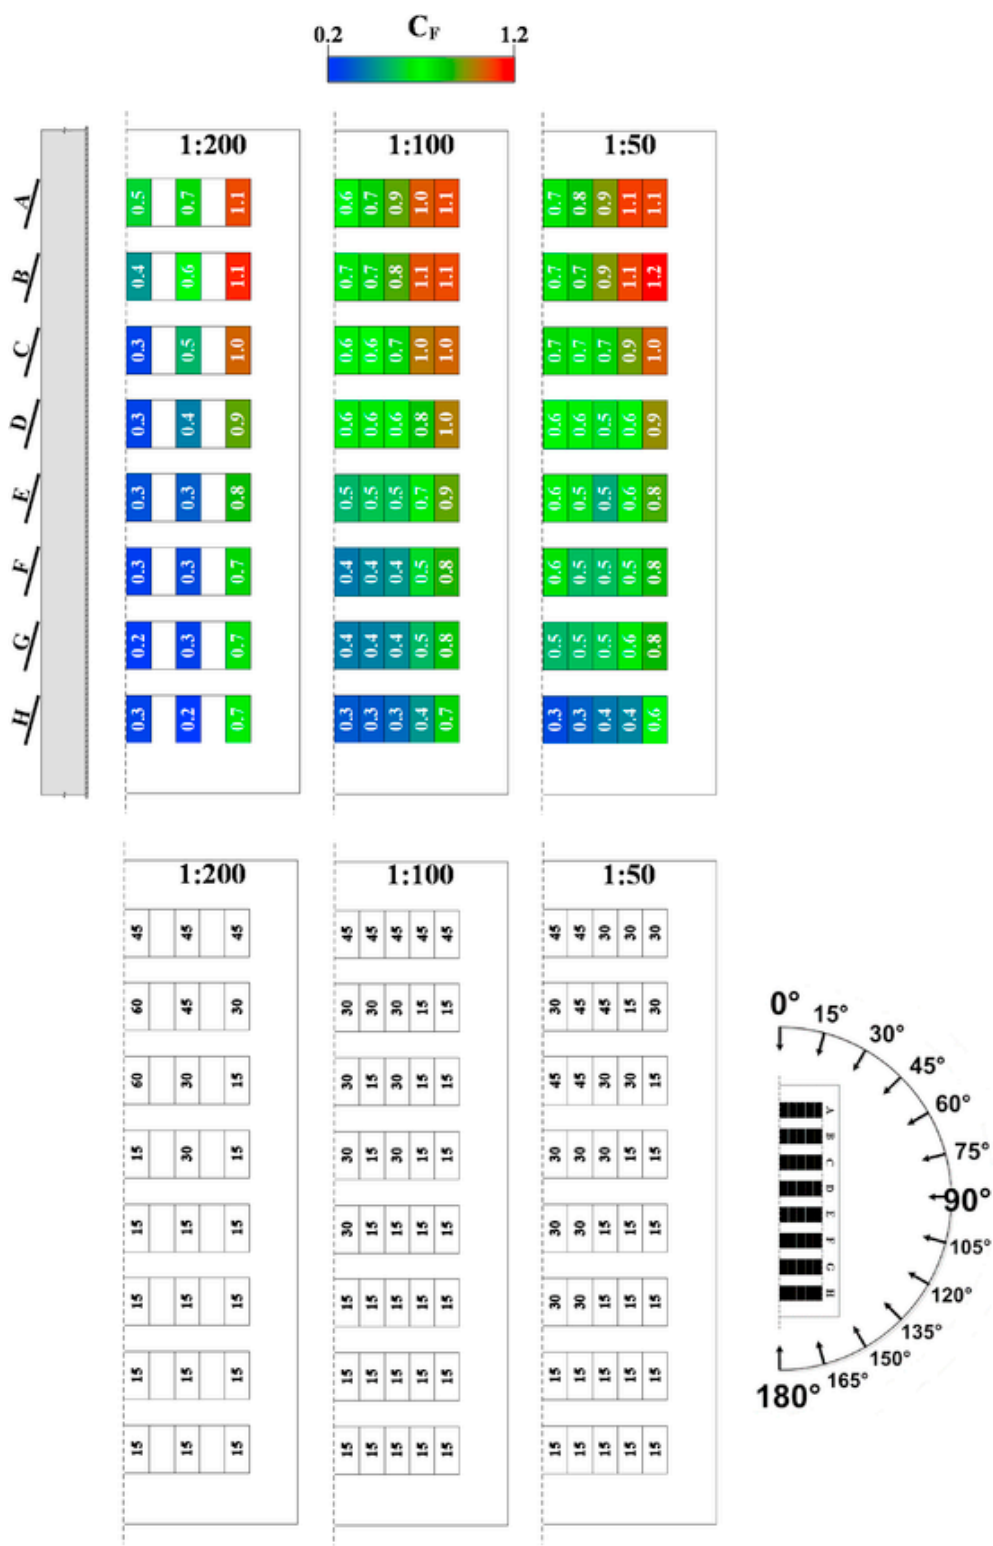 C_F
0.2 1.2
1:200 1:100 1:50
A 0.5 0.7 1.1 0.6 0.7 0.9 1.0 1.1 0.7 0.8 0.9 1.1 1.1
B 0.4 0.6 1.1 0.7 0.7 0.8 1.1 1.1 0.7 0.7 0.9 1.1 1.2
C 0.3 0.5 1.0 0.6 0.6 0.7 1.0 1.0 0.7 0.7 0.7 0.9 1.0
D 0.3 0.4 0.9 0.6 0.6 0.6 0.8 1.0 0.6 0.6 0.5 0.6 0.9
E 0.3 0.3 0.8 0.5 0.5 0.5 0.7 0.9 0.6 0.5 0.5 0.6 0.8
F 0.3 0.3 0.7 0.4 0.4 0.4 0.5 0.8 0.6 0.5 0.5 0.5 0.8
G 0.2 0.3 0.7 0.4 0.4 0.4 0.5 0.8 0.5 0.5 0.5 0.6 0.8
H 0.3 0.2 0.7 0.3 0.3 0.3 0.4 0.7 0.3 0.3 0.4 0.4 0.6
1:200 1:100 1:50
45 45 45 45 45 45 45 45 45 45 30 30 30
60 45 30 30 30 30 15 15 30 45 45 15 30
60 30 15 30 15 30 15 15 45 45 30 30 15
15 30 15 30 15 30 15 15 30 30 30 15 15
15 15 15 30 15 15 15 15 30 30 15 15 15
15 15 15 15 15 15 15 15 30 30 15 15 15
15 15 15 15 15 15 15 15 15 15 15 15 15
15 15 15 15 15 15 15 15 15 15 15 15 15
0°
15°
30°
45°
60°
75°
90°
105°
120°
135°
150°
165°
180°
A
B
C
D
E
F
G
H